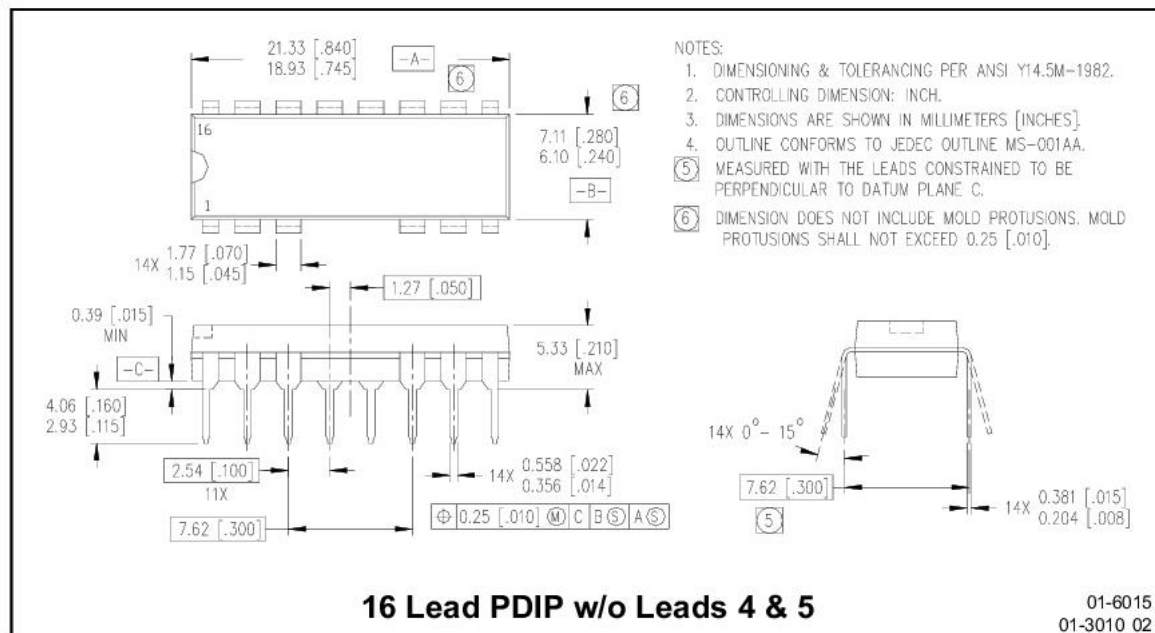 21.33 [.840]
18.93 [.745]
-A-
6
6
16
1
7.11 [.280]
6.10 [.240]
-B-
14X 1.77 [.070]
1.15 [.045]
1.27 [.050]
0.39 [.015]
MIN
-C-
5.33 [.210]
MAX
4.06 [.160]
2.93 [.115]
2.54 [.100]
11X
14X 0.558 [.022]
0.356 [.014]
⌖ 0.25 [.010] Ⓜ C B Ⓢ A Ⓢ
7.62 [.300]
NOTES:
1. DIMENSIONING & TOLERANCING PER ANSI Y14.5M-1982.
2. CONTROLLING DIMENSION: INCH.
3. DIMENSIONS ARE SHOWN IN MILLIMETERS [INCHES].
4. OUTLINE CONFORMS TO JEDEC OUTLINE MS-001AA.
5 MEASURED WITH THE LEADS CONSTRAINED TO BE
PERPENDICULAR TO DATUM PLANE C.
6 DIMENSION DOES NOT INCLUDE MOLD PROTUSIONS. MOLD
PROTUSIONS SHALL NOT EXCEED 0.25 [.010].
14X 0°- 15°
7.62 [.300]
5
14X 0.381 [.015]
0.204 [.008]
16 Lead PDIP w/o Leads 4 & 5
01-6015
01-3010 02